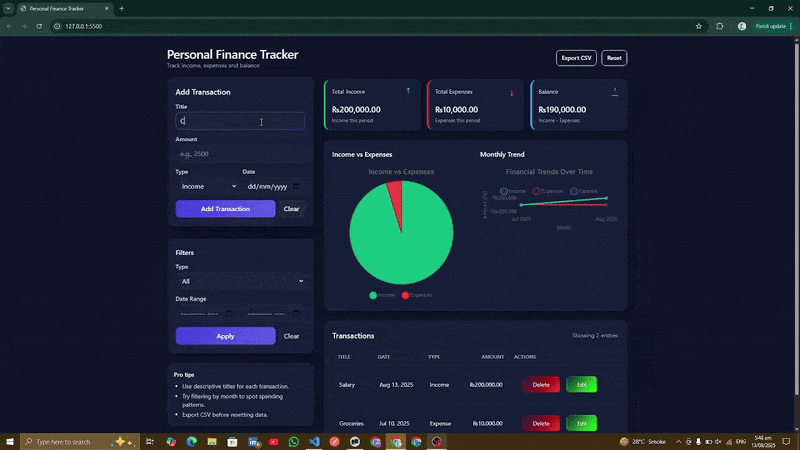 Personal Finance Tracker
127.0.0.1:5500
Finish update
Personal Finance Tracker
Track income, expenses and balance
Export CSV
Reset
Add Transaction
Title
C
Amount
e.g., 2500
Type
Date
Income
dd/mm/yyyy
Add Transaction
Clear
Filters
Type
All
Date Range
Apply
Clear
Pro tips
Use descriptive titles for each transaction.
Try filtering by month to spot spending
patterns.
Export CSV before resetting data.
Total Income
↑
₨200,000.00
Income this period
Total Expenses
↓
₨10,000.00
Expenses this period
Balance
₨190,000.00
Income - Expenses
Income vs Expenses
Income vs Expenses
Income
Expenses
Monthly Trend
Financial Trends Over Time
Income
Expenses
Balance
₨200,000
₨-200,000
Jul 2025
Aug, 2025
Month
Transactions
Showing 2 entries
TITLE DATE TYPE AMOUNT ACTIONS
Salary Aug 13, 2025 Income ₨200,000.00 Delete Edit
Groceries Jul 10, 2025 Expense ₨10,000.00 Delete Edit
Type here to search
28°C Smoke
ENG
5:48 am
13/08/2025